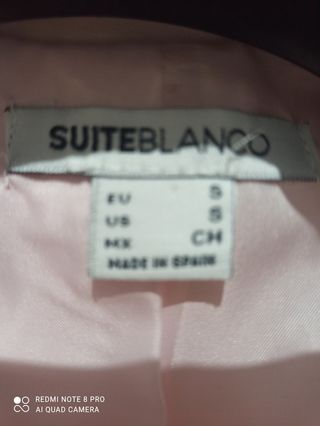 SUITEBLANCO
EU S
US S
MX CH
MADE IN SPAIN
REDMI NOTE 8 PRO
AI QUAD CAMERA